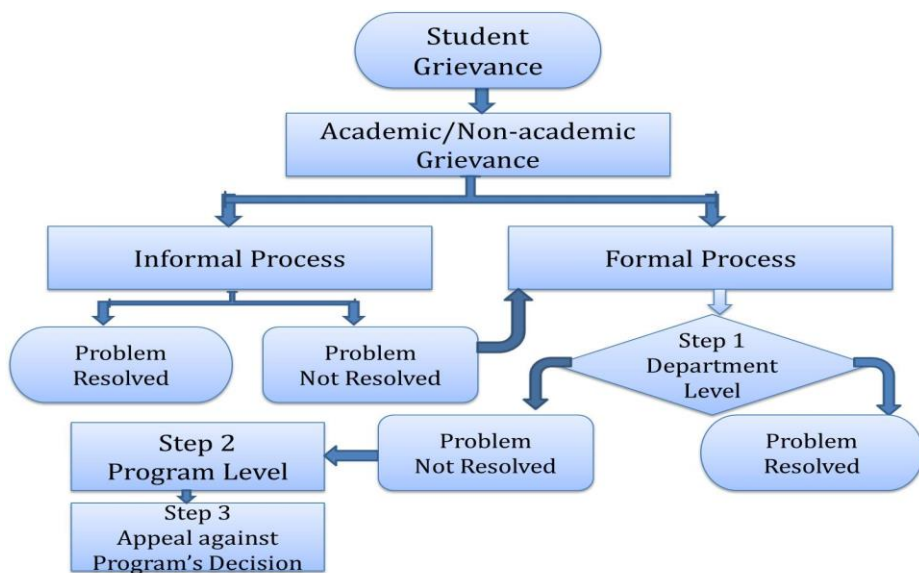 Student
Grievance
Academic/Non-academic
Grievance
Informal Process
Formal Process
Problem
Resolved
Problem
Not Resolved
Step 1
Department
Level
Step 2
Program Level
Problem
Not Resolved
Problem
Resolved
Step 3
Appeal against
Program's Decision